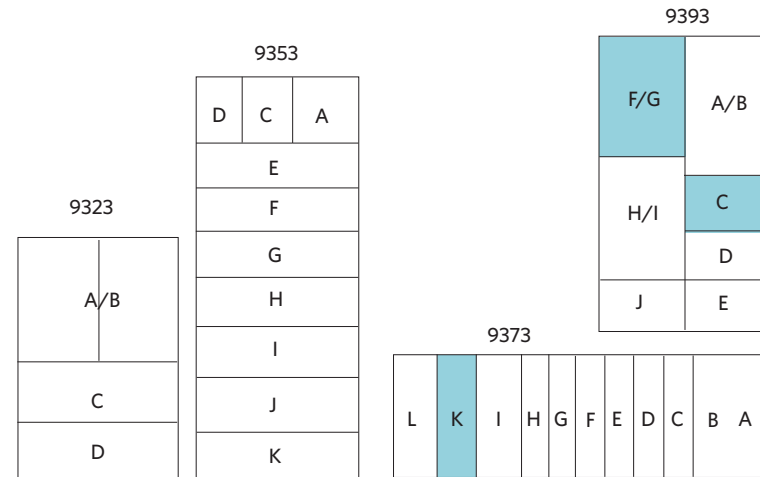 9393
9353
F/G
A/B
D C A
E
F
G
H
I
J
K
9323
A/B
C
D
C
H/I
D
J
E
9373
L K I H G F E D C B A